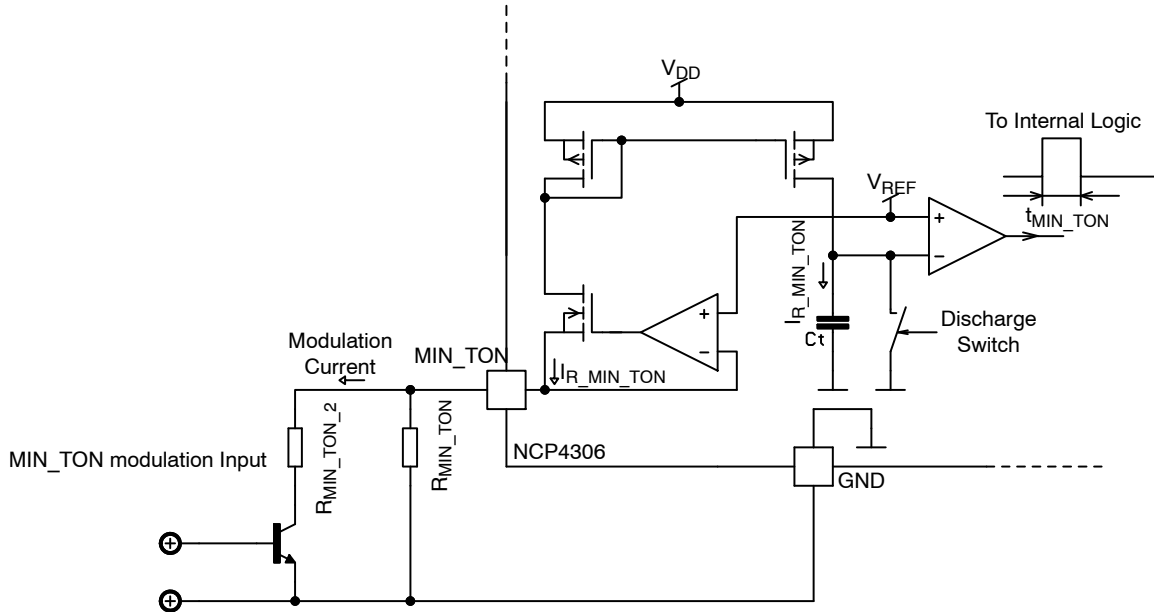 VDD
To Internal Logic
VREF
tMIN_TON
+
−
IR_MIN_TON
+
−
Ct
Discharge
Switch
Modulation
Current
MIN_TON
IR_MIN_TON
RMIN_TON_2
RMIN_TON
NCP4306
MIN_TON modulation Input
GND